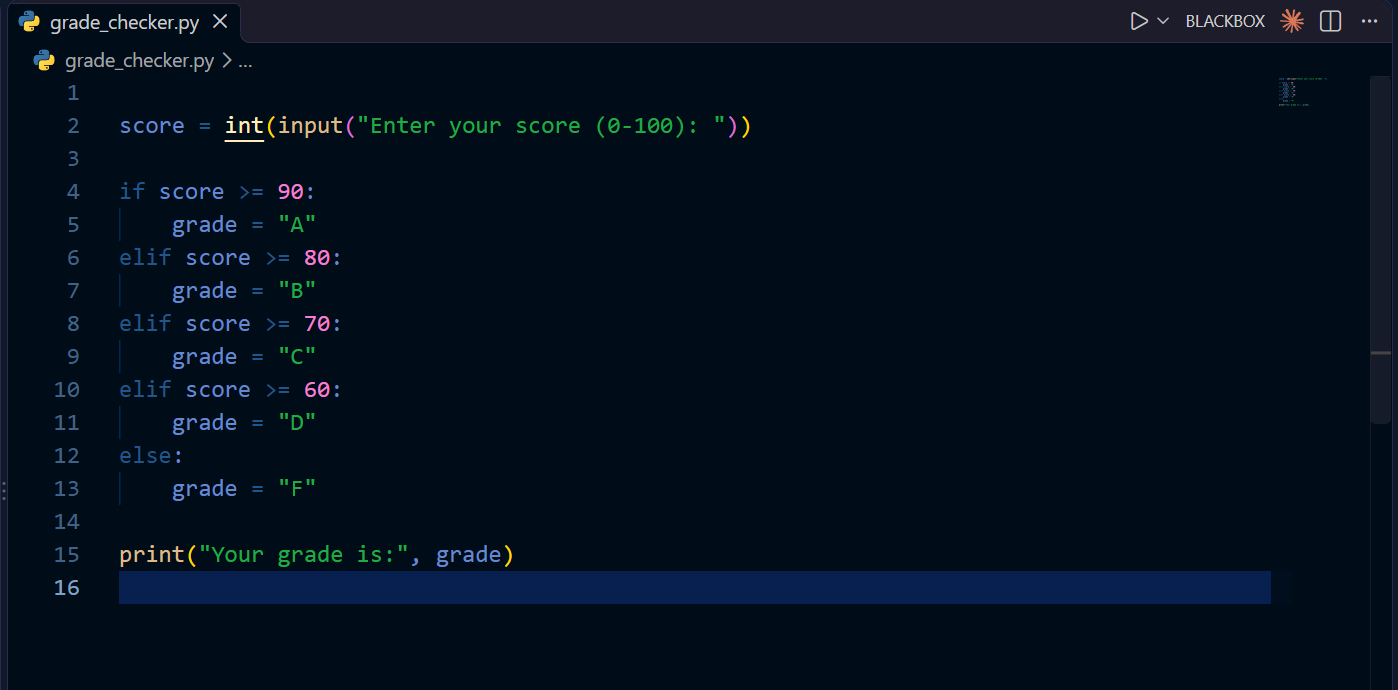 grade_checker.py
BLACKBOX
grade_checker.py > ...
1
2 score = int(input("Enter your score (0-100): "))
3
4 if score >= 90:
5     grade = "A"
6 elif score >= 80:
7     grade = "B"
8 elif score >= 70:
9     grade = "C"
10 elif score >= 60:
11     grade = "D"
12 else:
13     grade = "F"
14
15 print("Your grade is:", grade)
16